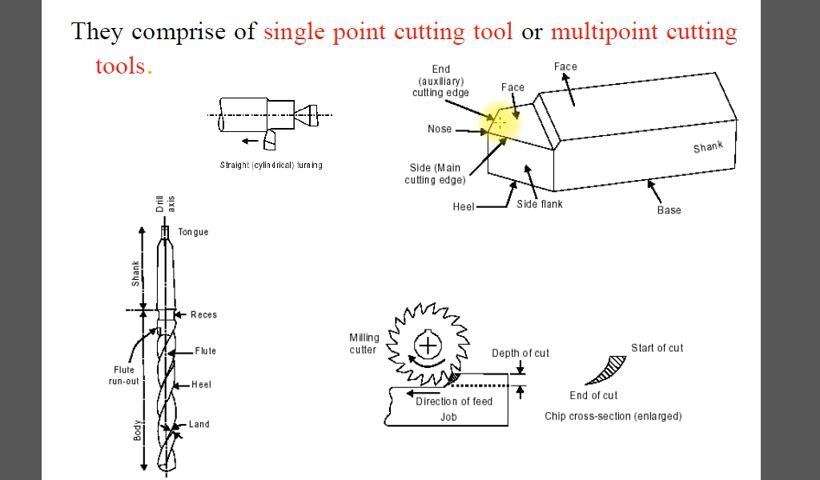 They comprise of single point cutting tool or multipoint cutting
tools.
End
(auxiliary)
cutting edge
Face
Face
Nose
Shank
Side (Main
cutting edge)
Heel
Side flank
Base
Straight (cylindrical) turning
Drill
axis
Tongue
Shank
Reces
Flute
Flute
run-out
Heel
Land
Body
Milling
cutter
Depth of cut
Direction of feed
Job
Start of cut
End of cut
Chip cross-section (enlarged)